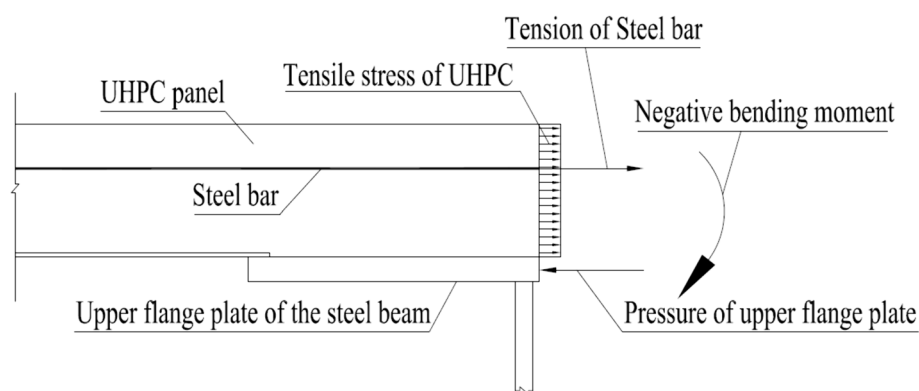 Tension of Steel bar
Tensile stress of UHPC
UHPC panel
Negative bending moment
Steel bar
Upper flange plate of the steel beam
Pressure of upper flange plate